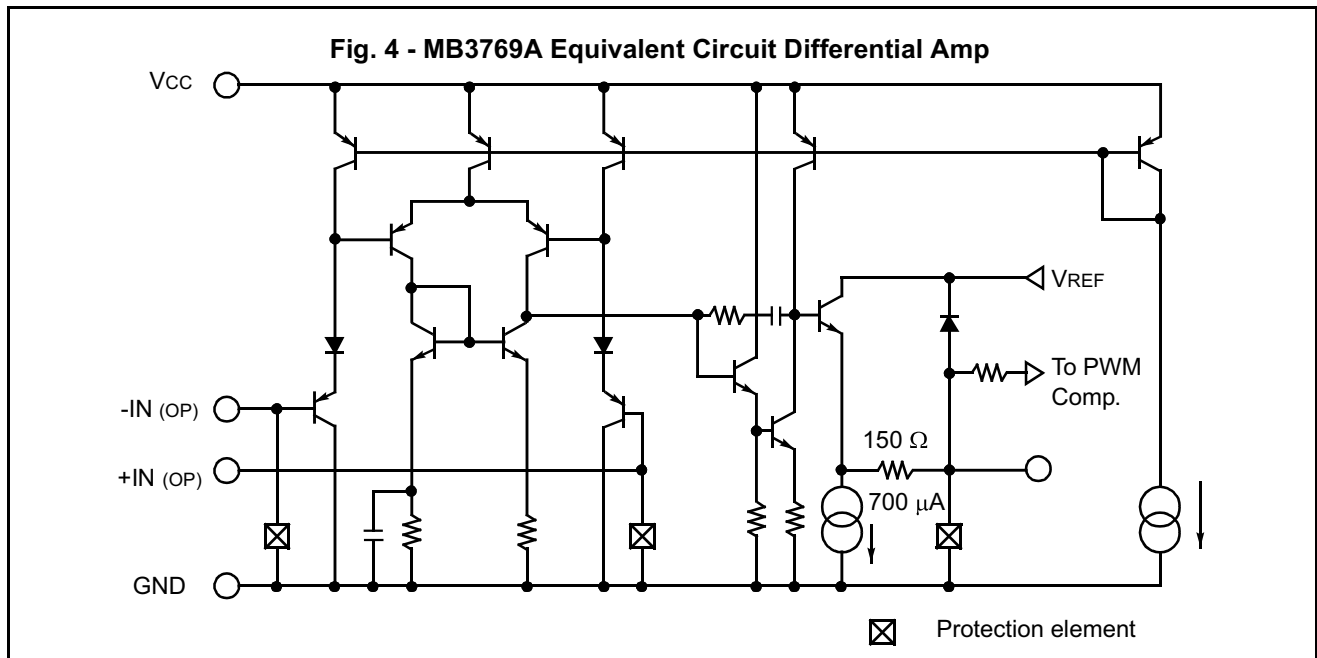 Fig. 4 - MB3769A Equivalent Circuit Differential Amp
VCC
VREF
To PWM
Comp.
-IN (OP)
150 Ω
+IN (OP)
700 μA
GND
Protection element